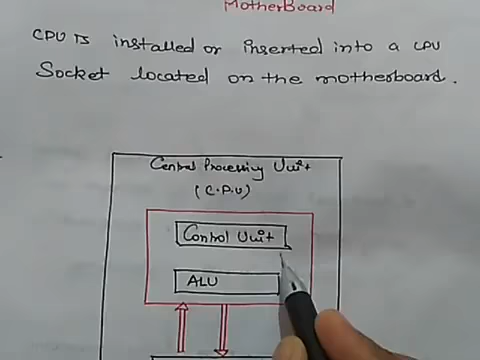 MotherBoard
CPU is installed or inserted into a CPU
Socket located on the motherboard.
Central Processing Unit
(C.P.U)
Control Unit
ALU